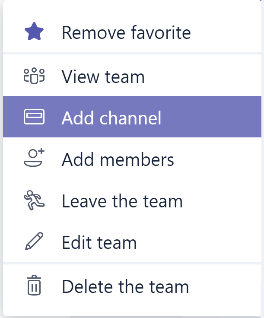 Remove favorite
View team
Add channel
Add members
Leave the team
Edit team
Delete the team